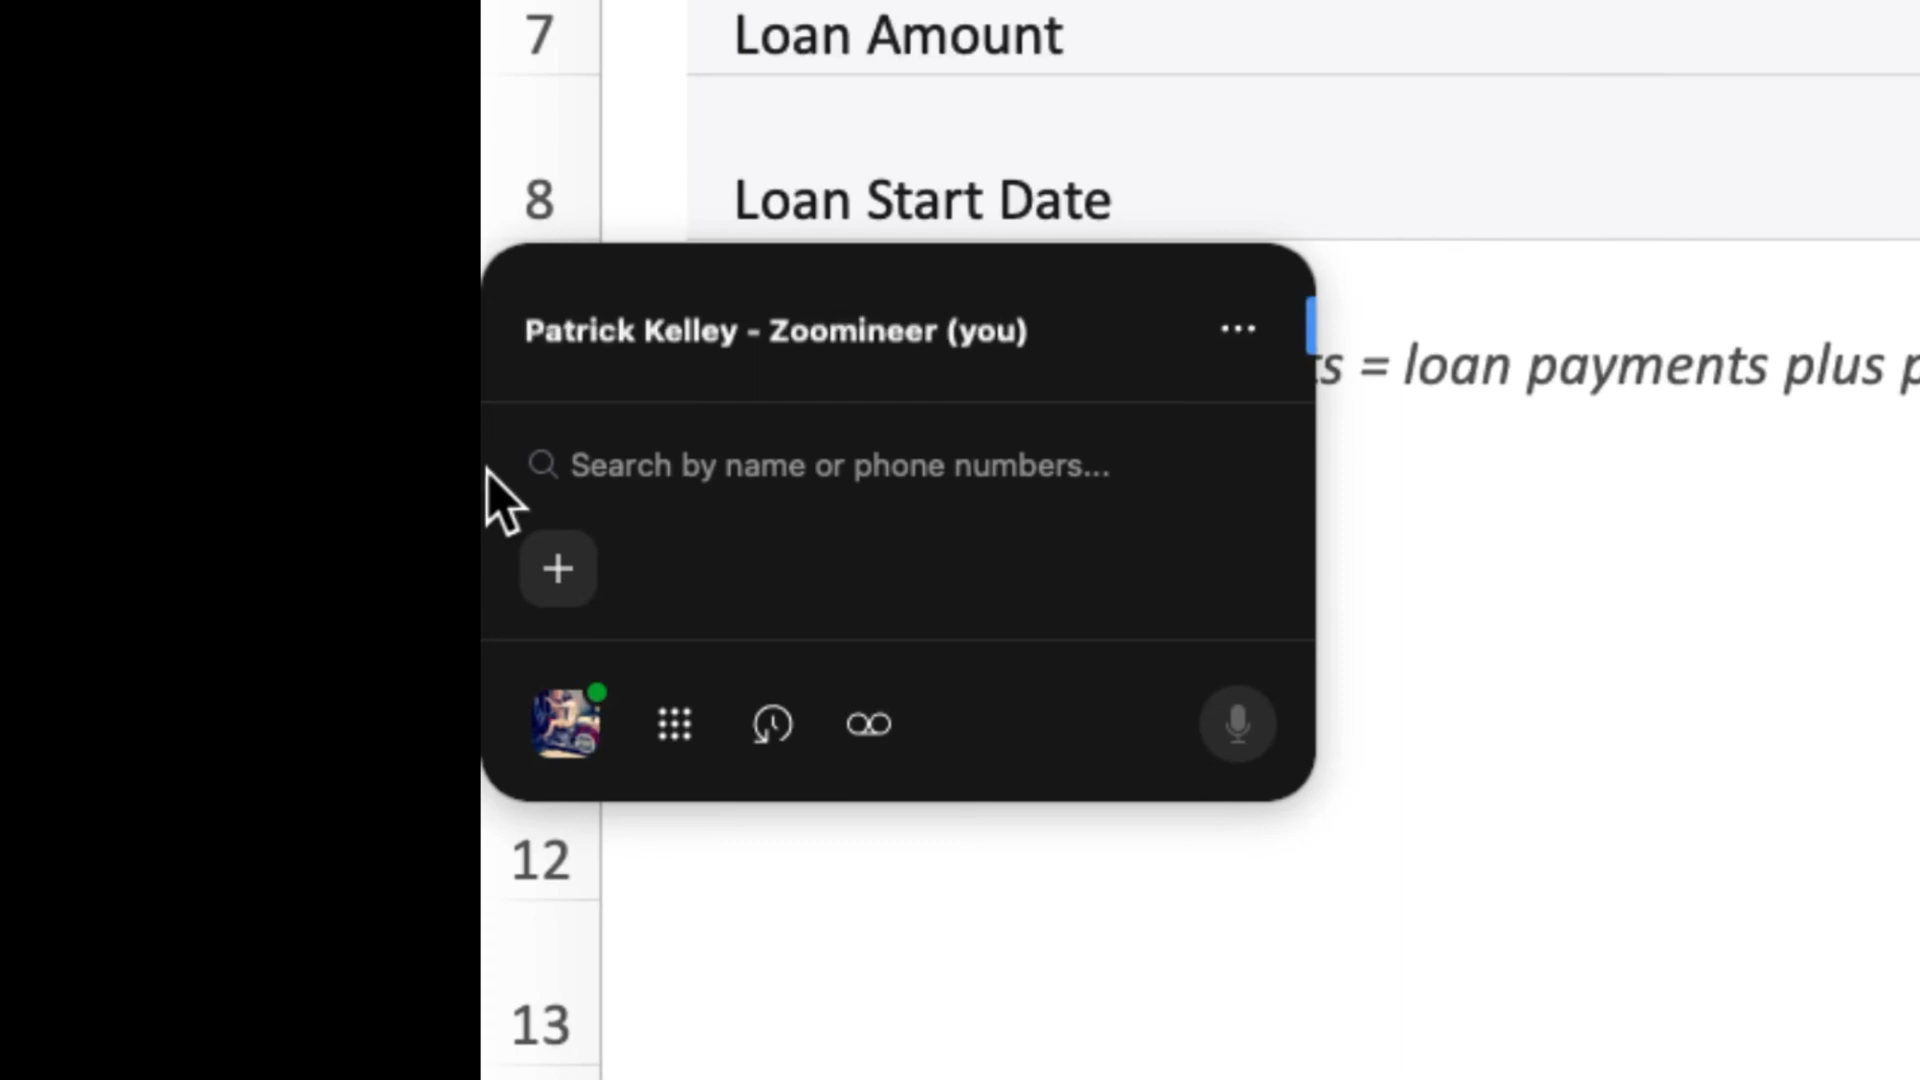 7 Loan Amount
8 Loan Start Date
Patrick Kelley - Zoomineer (you)
= loan payments plus
Search by name or phone numbers...
12
13